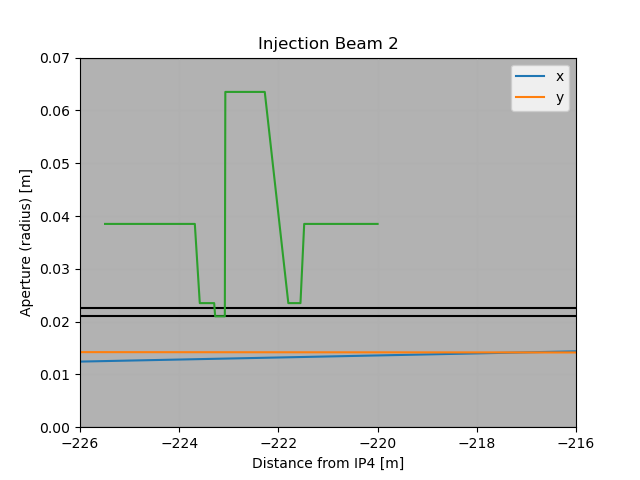 Injection Beam 2
x
y
0.07
0.06
0.05
0.04
0.03
0.02
0.01
0.00
Aperture (radius) [m]
−226
−224
−222
−220
−218
−216
Distance from IP4 [m]